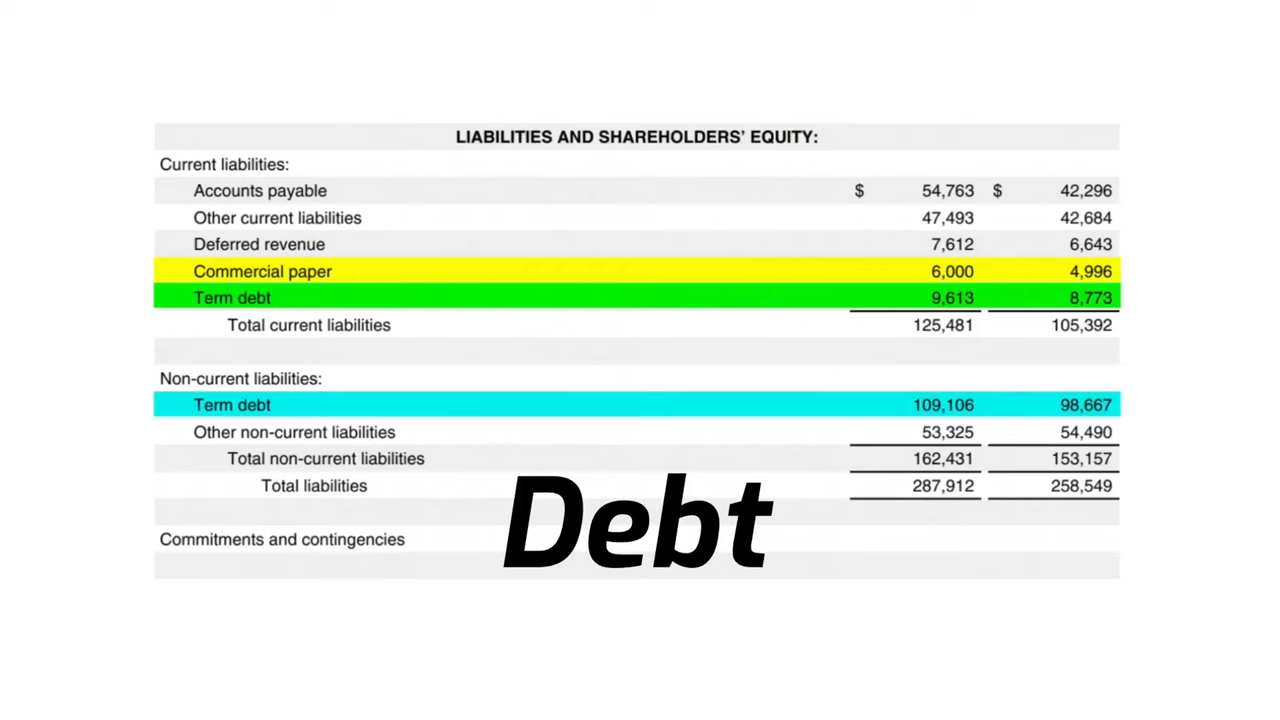 LIABILITIES AND SHAREHOLDERS’ EQUITY:
Current liabilities:
Accounts payable $ 54,763 $ 42,296
Other current liabilities 47,493 42,684
Deferred revenue 7,612 6,643
Commercial paper 6,000 4,996
Term debt 9,613 8,773
Total current liabilities 125,481 105,392
Non-current liabilities:
Term debt 109,106 98,667
Other non-current liabilities 53,325 54,490
Total non-current liabilities 162,431 153,157
Total liabilities 287,912 258,549
Commitments and contingencies
Debt